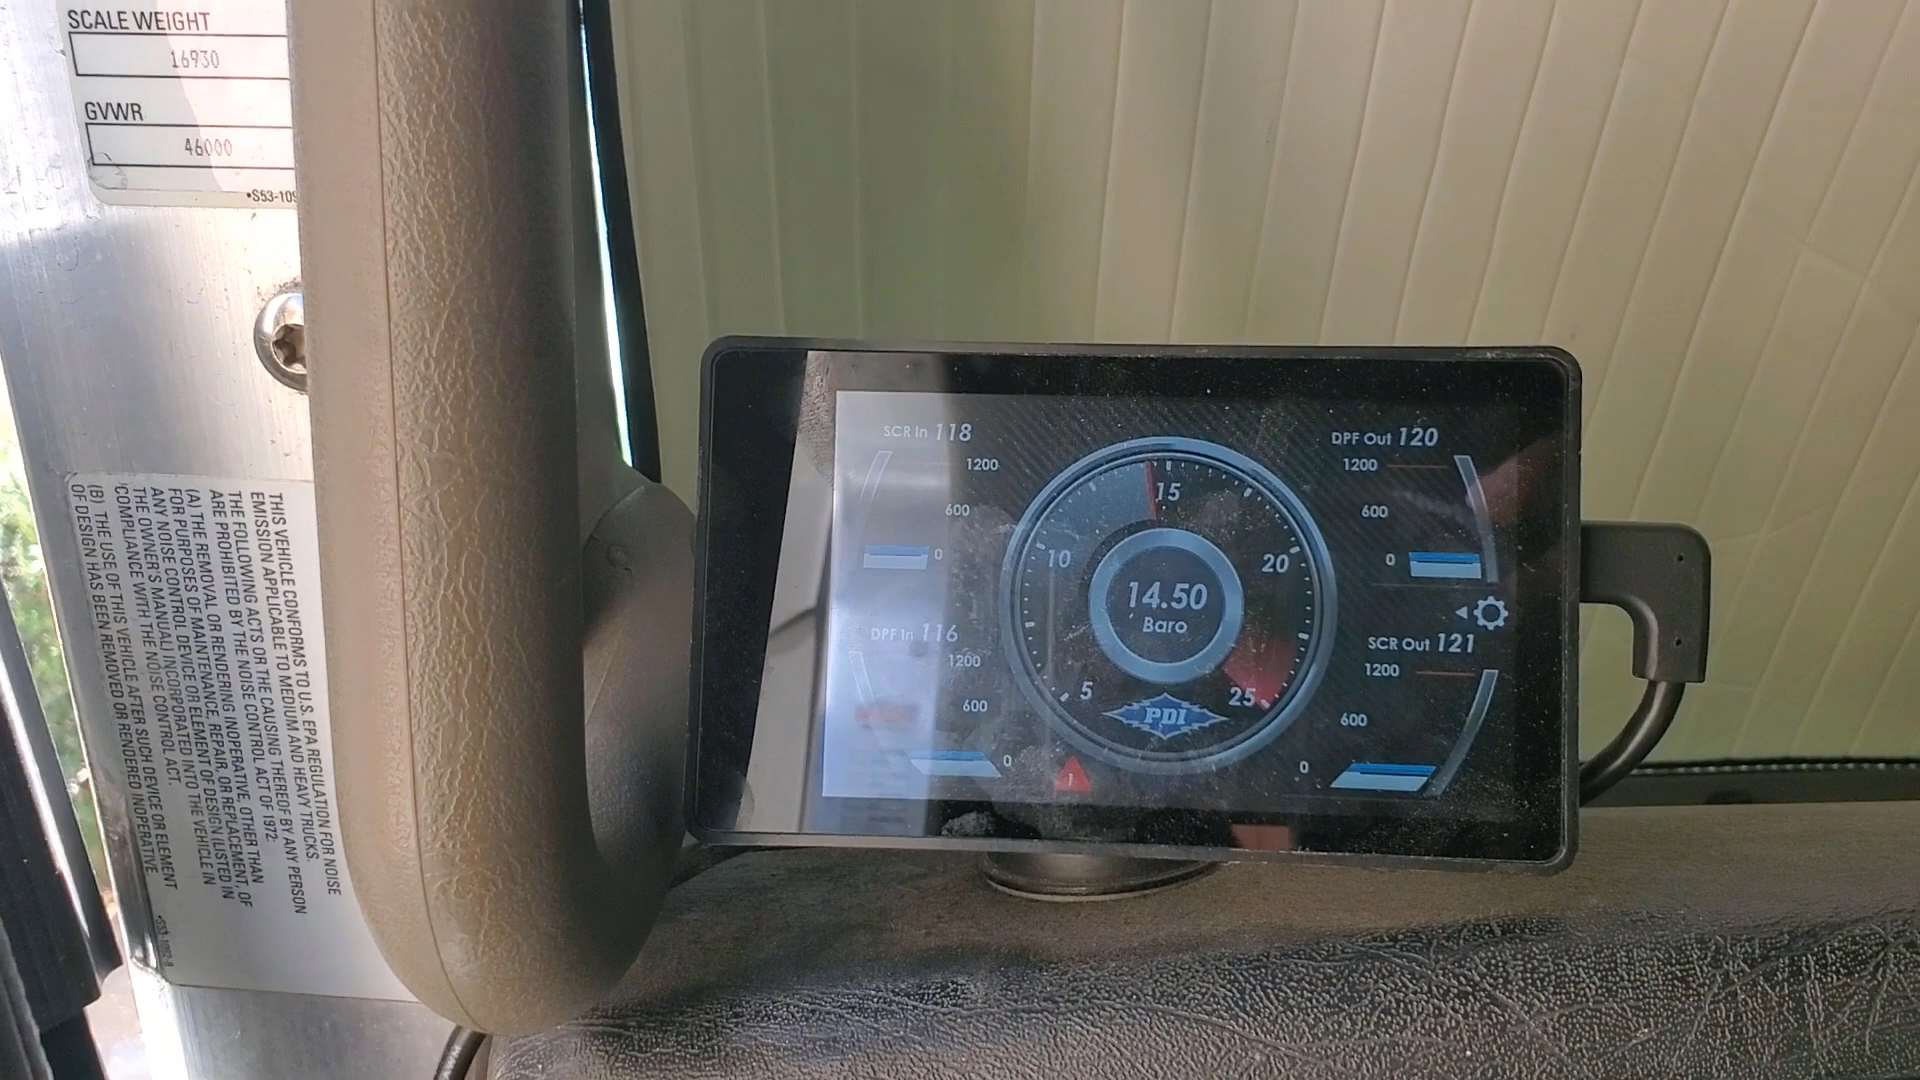 SCALE WEIGHT
16930
GVWR
46000
•S53-109
THIS VEHICLE CONFORMS TO U.S. EPA REGULATION FOR NOISE
EMISSION APPLICABLE TO MEDIUM AND HEAVY TRUCKS.
THE FOLLOWING ACTS OR THE CAUSING THEREOF BY ANY PERSON
ARE PROHIBITED BY THE NOISE CONTROL ACT OF 1972:
(A) THE REMOVAL OR RENDERING INOPERATIVE, OTHER THAN
FOR PURPOSES OF MAINTENANCE, REPAIR, OR REPLACEMENT, OF
ANY NOISE CONTROL DEVICE OR ELEMENT OF DESIGN (LISTED IN
THE OWNER'S MANUAL) INCORPORATED INTO THE VEHICLE IN
COMPLIANCE WITH THE NOISE CONTROL ACT.
(B) THE USE OF THIS VEHICLE AFTER SUCH DEVICE OR ELEMENT
OF DESIGN HAS BEEN REMOVED OR RENDERED INOPERATIVE.
SCR In 118
1200
600
0
DPF In 116
1200
600
0
5
10
15
20
25
14.50
Baro
PDI
1
DPF Out 120
1200
600
0
SCR Out 121
1200
600
0